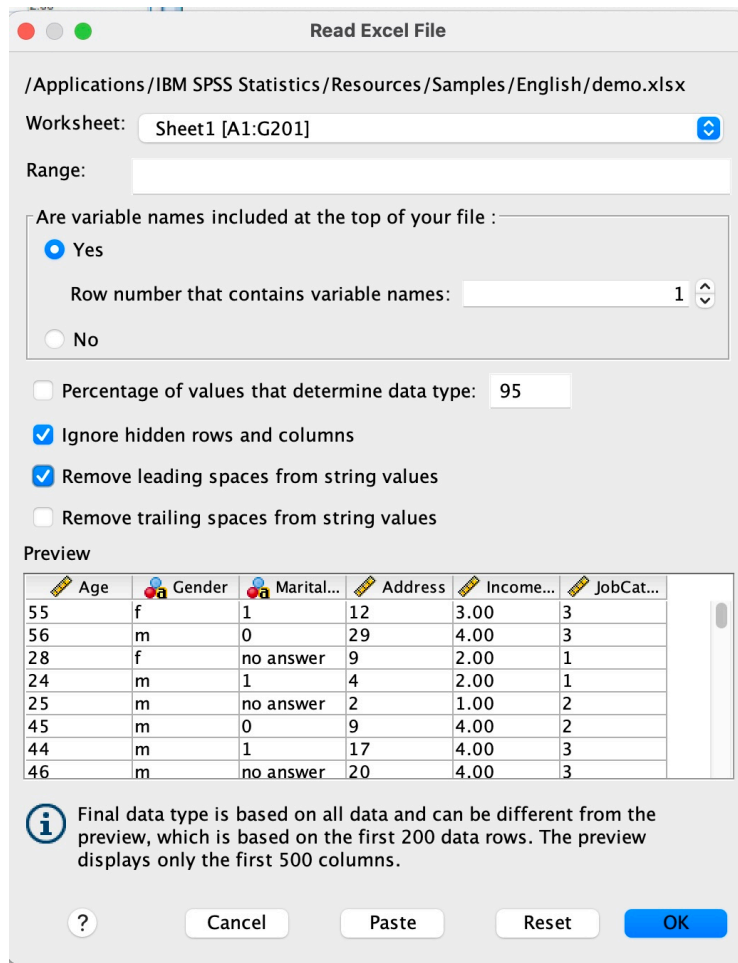 Read Excel File
/Applications/IBM SPSS Statistics/Resources/Samples/English/demo.xlsx
Worksheet: Sheet1 [A1:G201]
Range:
Are variable names included at the top of your file :
Yes
Row number that contains variable names: 1
No
Percentage of values that determine data type: 95
Ignore hidden rows and columns
Remove leading spaces from string values
Remove trailing spaces from string values
Preview
Age Gender Marital... Address Income... JobCat...
55 f 1 12 3.00 3
56 m 0 29 4.00 3
28 f no answer 9 2.00 1
24 m 1 4 2.00 1
25 m no answer 2 1.00 2
45 m 0 9 4.00 2
44 m 1 17 4.00 3
46 m no answer 20 4.00 3
Final data type is based on all data and can be different from the
preview, which is based on the first 200 data rows. The preview
displays only the first 500 columns.
? Cancel Paste Reset OK